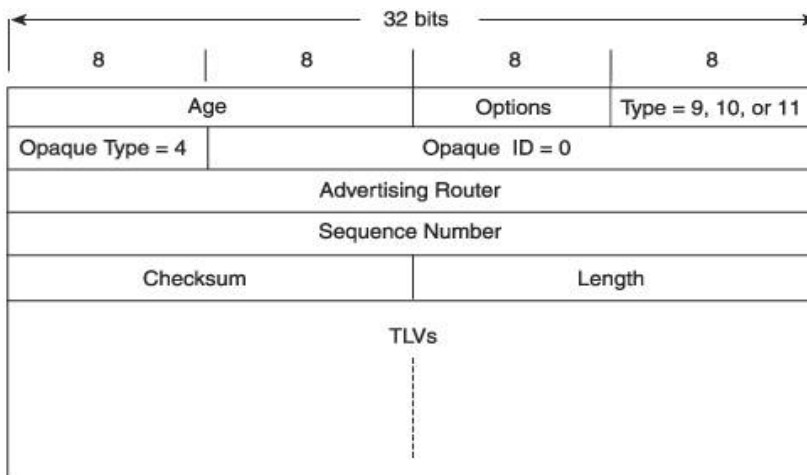 32 bits
8 8 8 8
Age Options Type = 9, 10, or 11
Opaque Type = 4 Opaque ID = 0
Advertising Router
Sequence Number
Checksum Length
TLVs